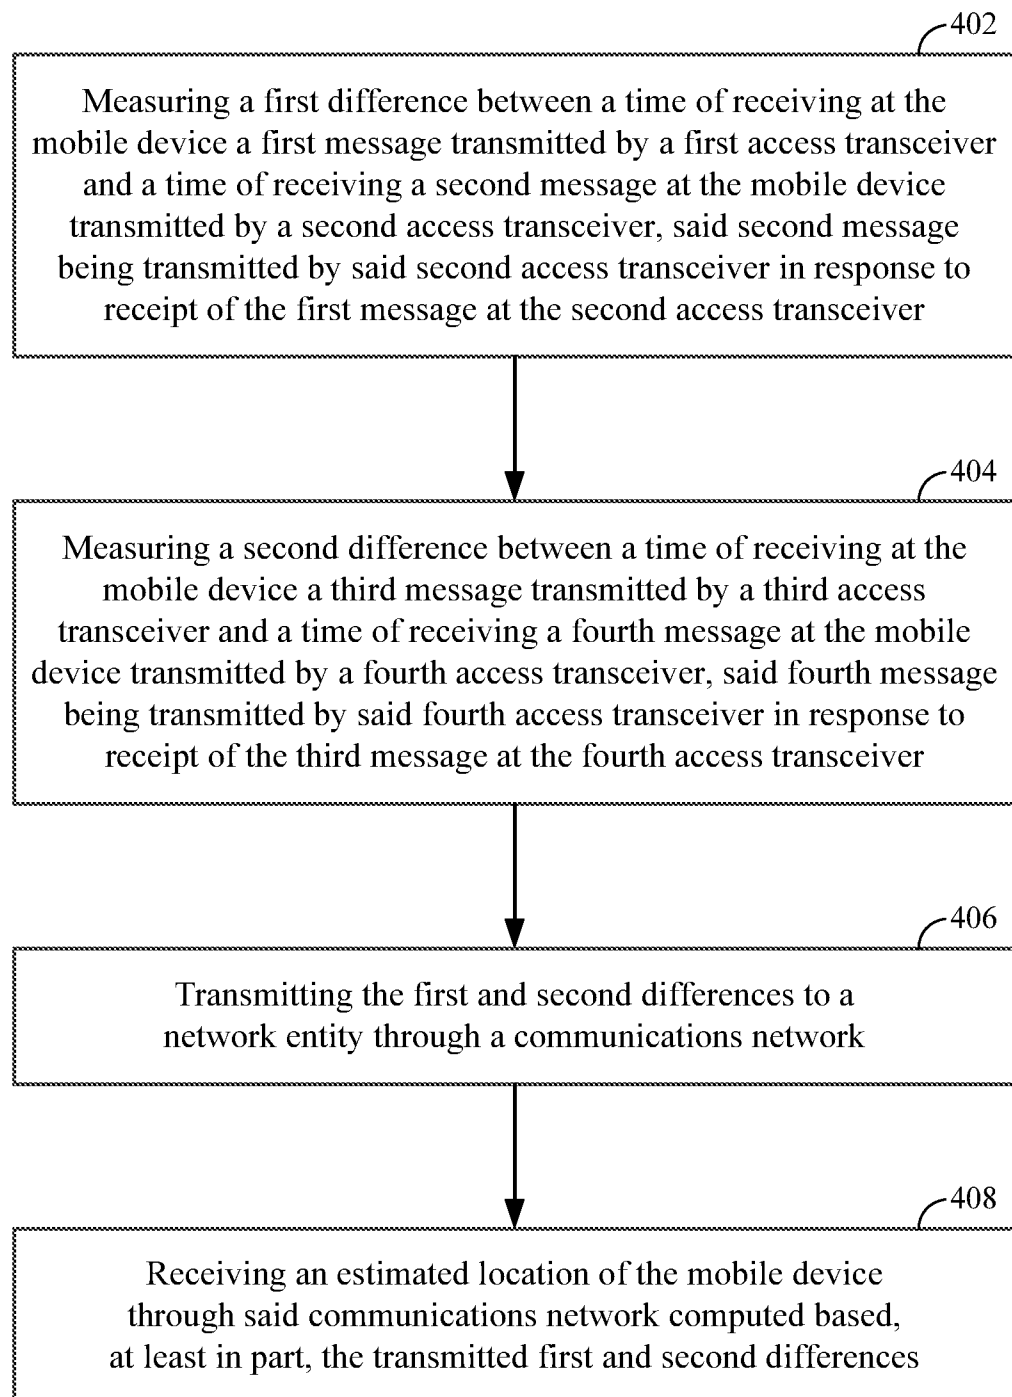 402
Measuring a first difference between a time of receiving at the
mobile device a first message transmitted by a first access transceiver
and a time of receiving a second message at the mobile device
transmitted by a second access transceiver, said second message
being transmitted by said second access transceiver in response to
receipt of the first message at the second access transceiver
404
Measuring a second difference between a time of receiving at the
mobile device a third message transmitted by a third access
transceiver and a time of receiving a fourth message at the mobile
device transmitted by a fourth access transceiver, said fourth message
being transmitted by said fourth access transceiver in response to
receipt of the third message at the fourth access transceiver
406
Transmitting the first and second differences to a
network entity through a communications network
408
Receiving an estimated location of the mobile device
through said communications network computed based,
at least in part, the transmitted first and second differences